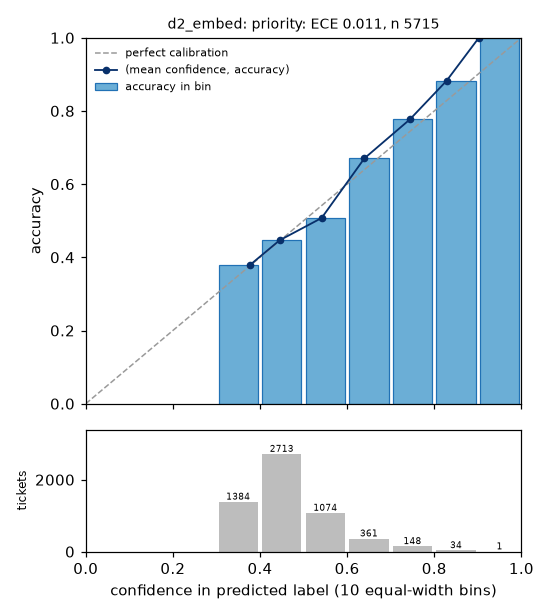 d2_embed: priority: ECE 0.011, n 5715
perfect calibration
(mean confidence, accuracy)
accuracy in bin
accuracy
1.0
0.8
0.6
0.4
0.2
0.0
tickets
2000
0
1384
2713
1074
361
148
34
1
0.0 0.2 0.4 0.6 0.8 1.0
confidence in predicted label (10 equal-width bins)